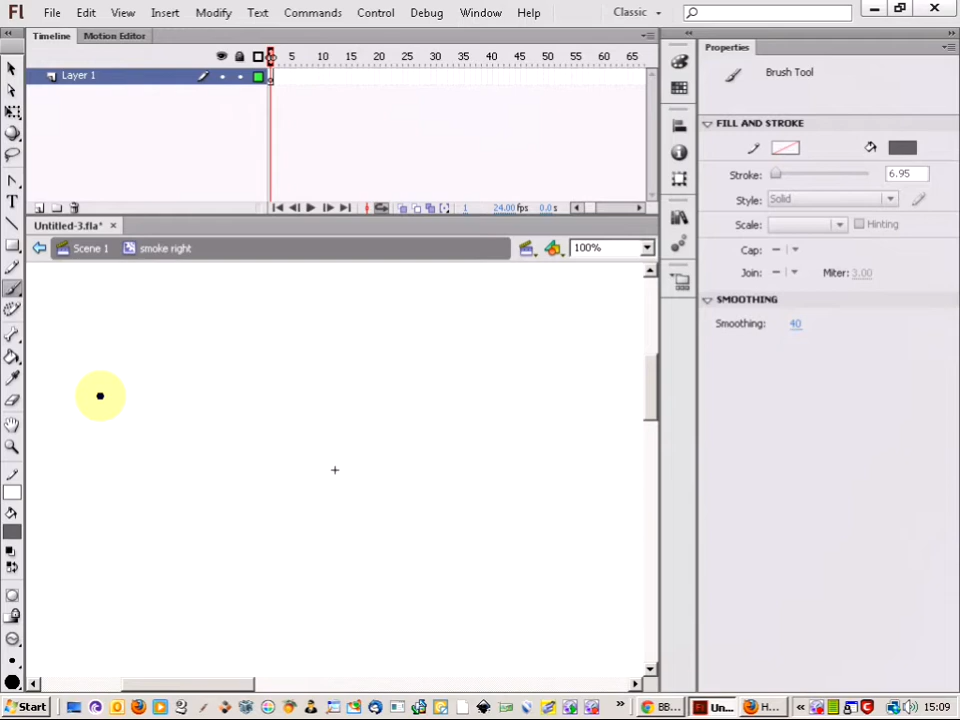 Fl File Edit View Insert Modify Text Commands Control Debug Window Help Classic
Timeline Motion Editor
5 10 15 20 25 30 35 40 45 50 55 60 65
Layer 1
1 24.00fps 0.0s
Untitled-3.fla* ×
Scene 1 smoke right 100%
Properties
Brush Tool
FILL AND STROKE
Stroke: 6.95
Style: Solid
Scale: Hinting
Cap:
Join: Miter: 3.00
SMOOTHING
Smoothing: 40
T
Start » BB... Un... H... « 15:09